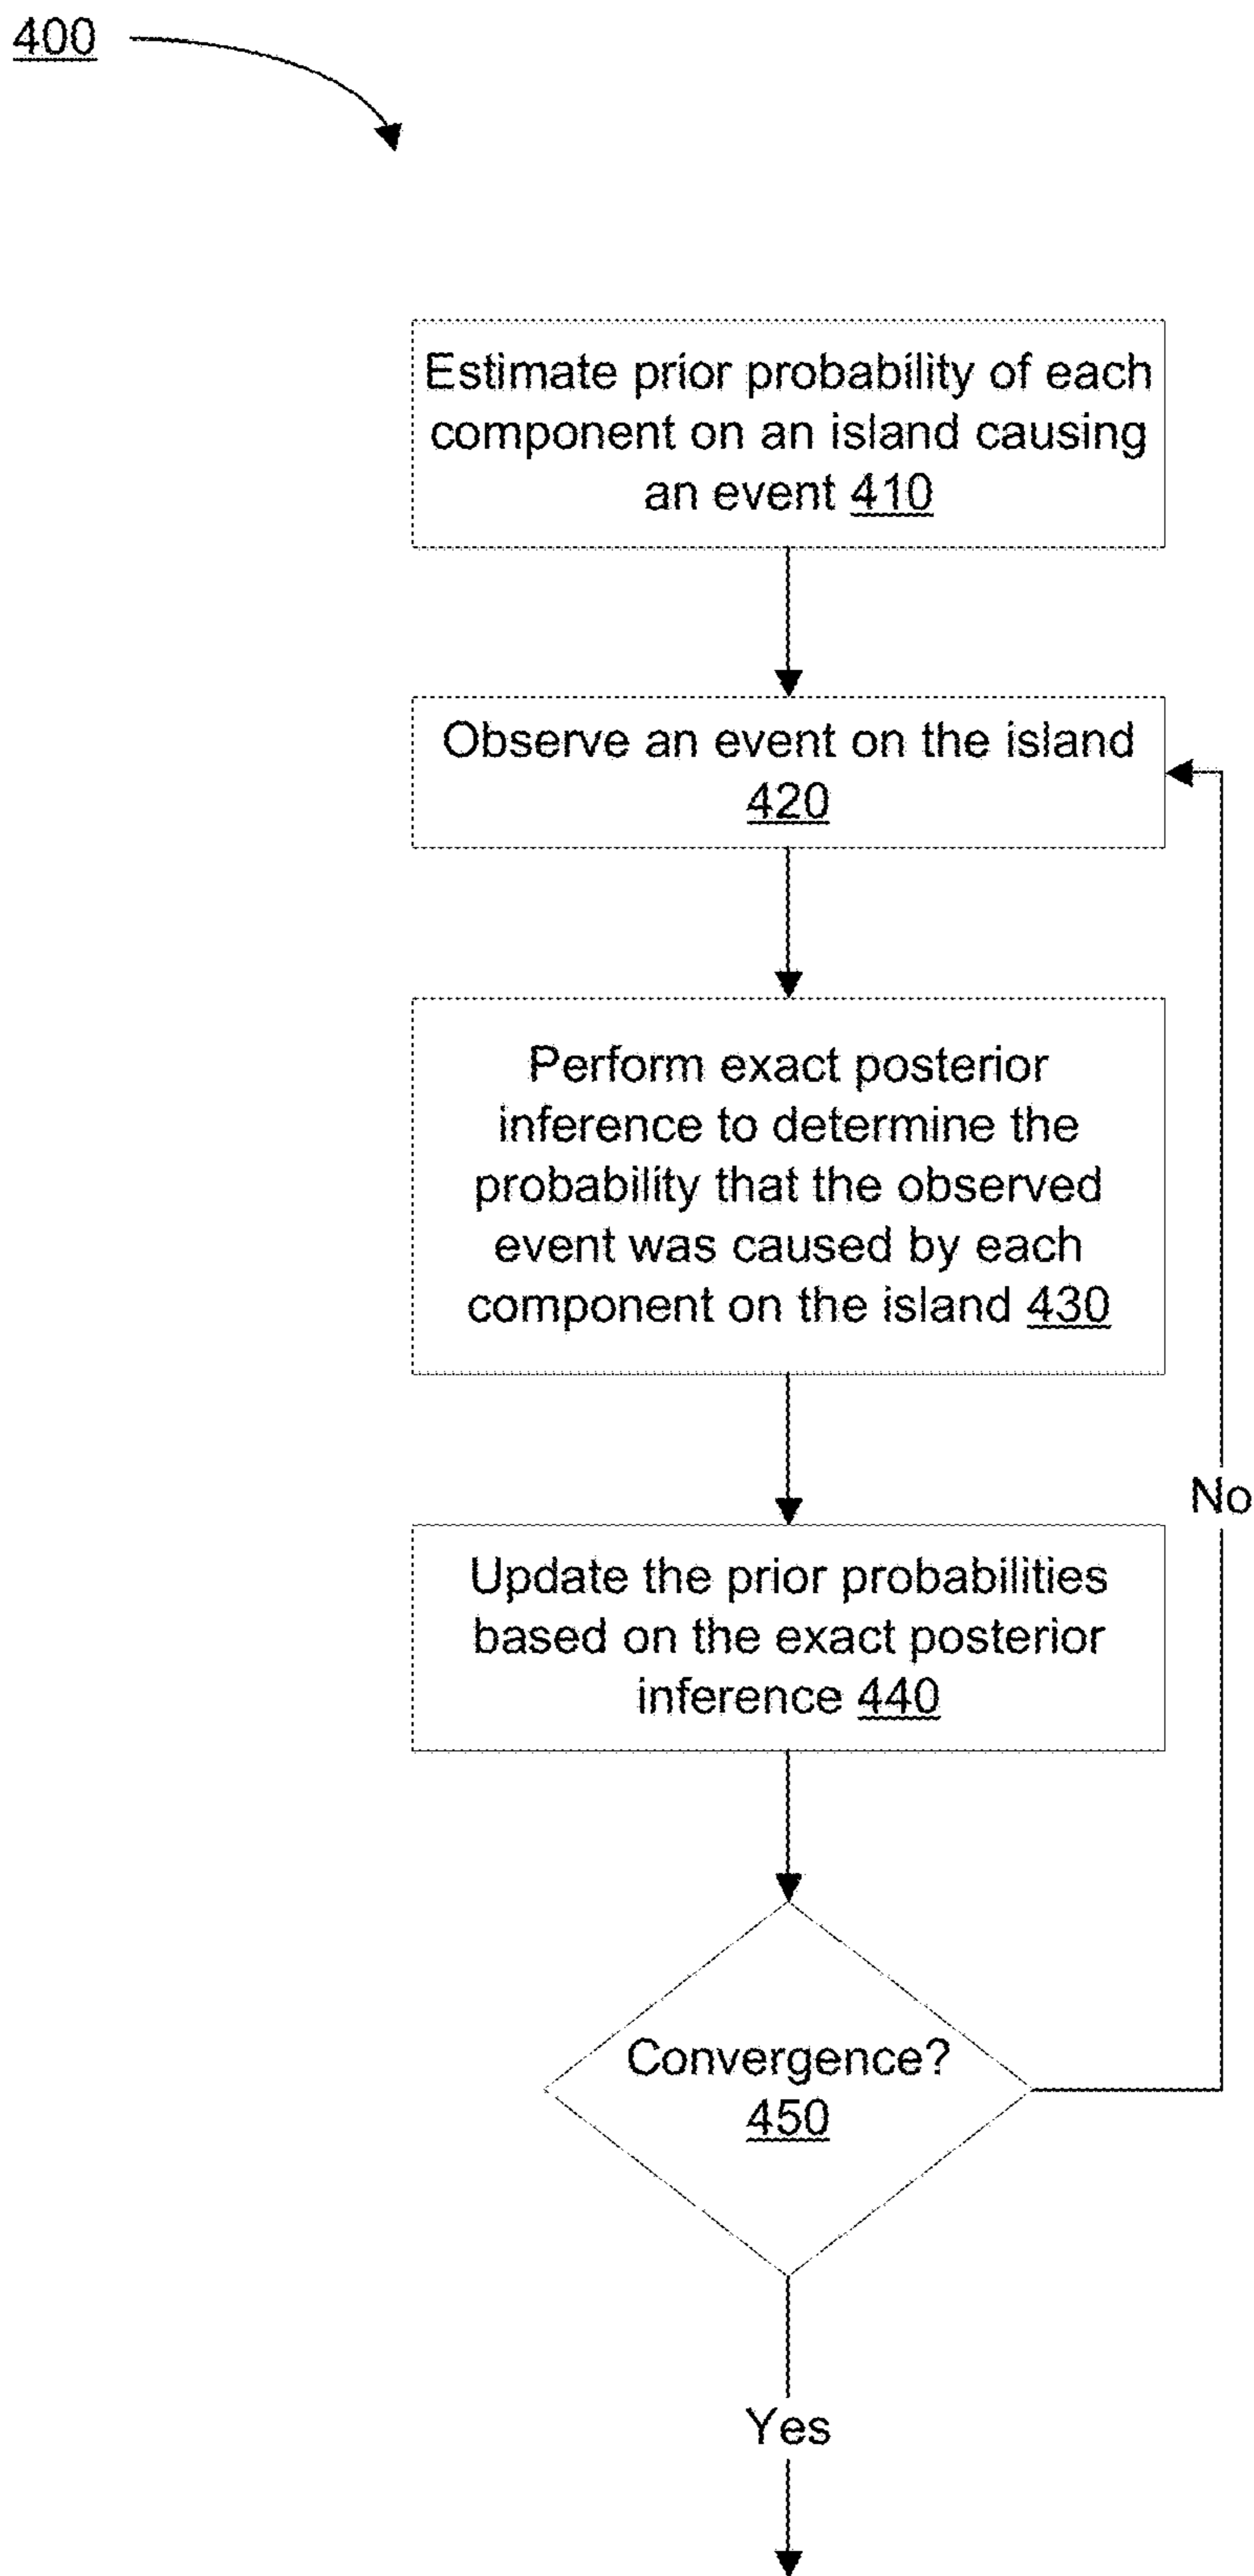 400
Estimate prior probability of each
component on an island causing
an event 410
Observe an event on the island
420
Perform exact posterior
inference to determine the
probability that the observed
event was caused by each
component on the island 430
Update the prior probabilities
based on the exact posterior
inference 440
No
Convergence?
450
Yes